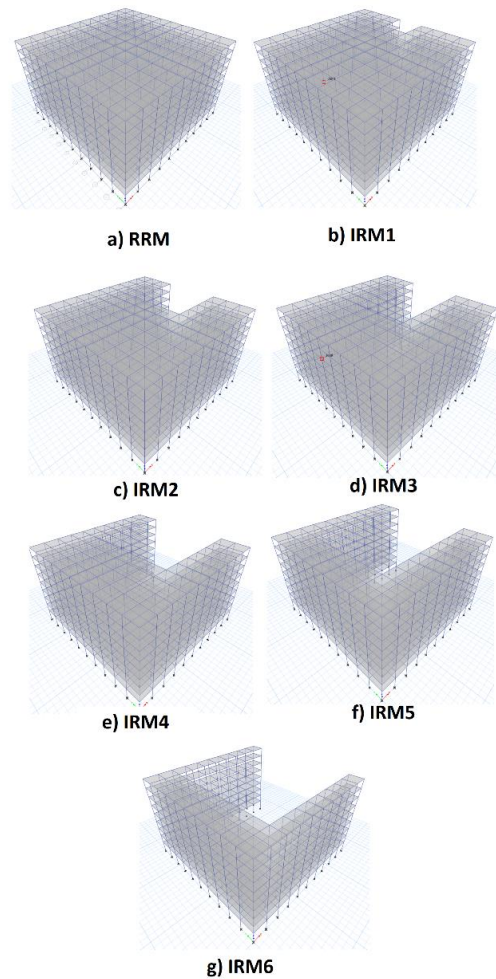 a) RRM
b) IRM1
c) IRM2
d) IRM3
e) IRM4
f) IRM5
g) IRM6